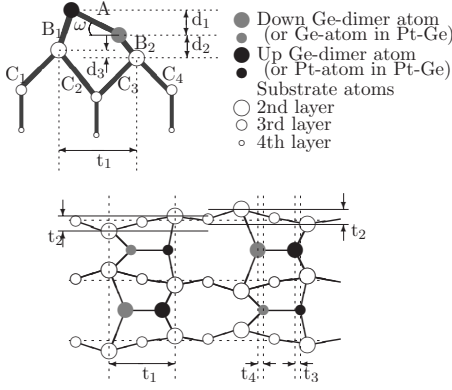 A
ω
d₁
B₁
B₂
d₂
d₃
C₁
C₂
C₃
C₄
t₁
Down Ge-dimer atom
(or Ge-atom in Pt-Ge)
Up Ge-dimer atom
(or Pt-atom in Pt-Ge)
Substrate atoms
2nd layer
3rd layer
4th layer
t₂
t₂
t₁
t₄
t₃